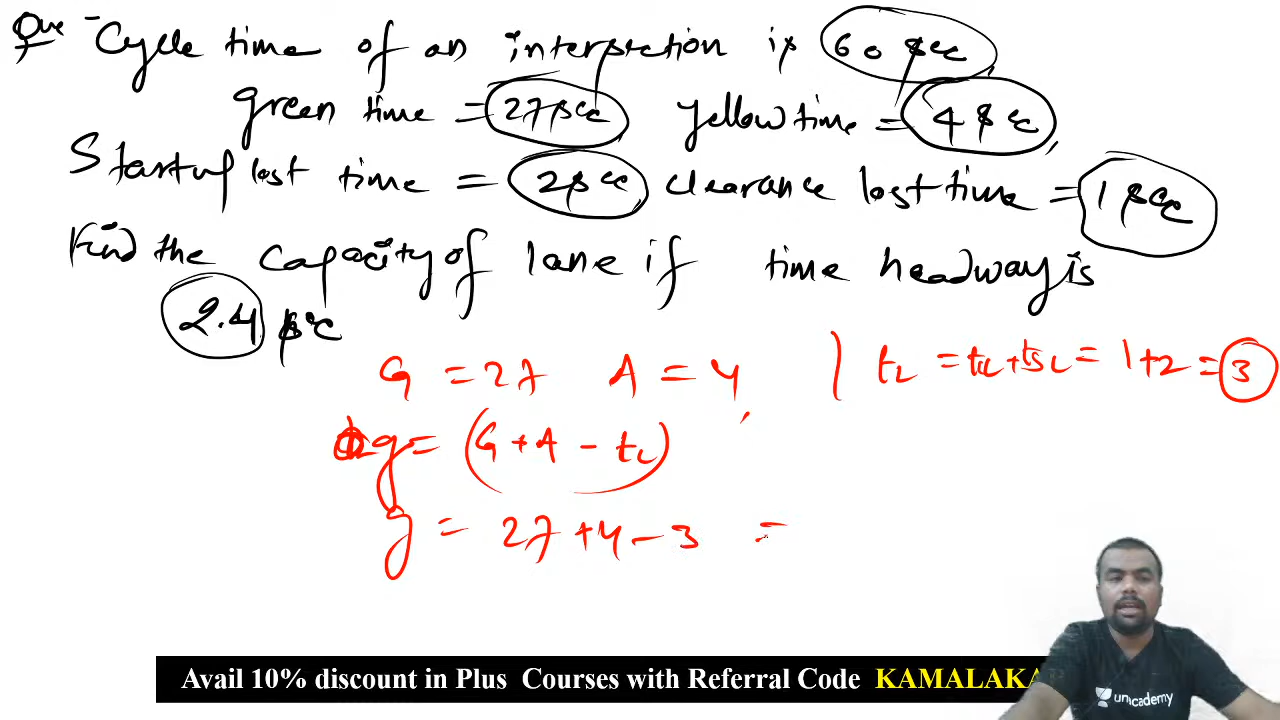 Que - Cycle time of an intersection is 60 sec
green time = 27 sec yellow time = 4 sec
Startup lost time = 2 sec clearance lost time = 1 sec
Find the capacity of lane if time headway is
2.4 sec
G = 27 A = 4 | tL = tcL + tsL = 1+2 = 3
g = (G + A - tL)
g = 27 + 4 - 3 =
Avail 10% discount in Plus Courses with Referral Code KAMALAKA
unacademy